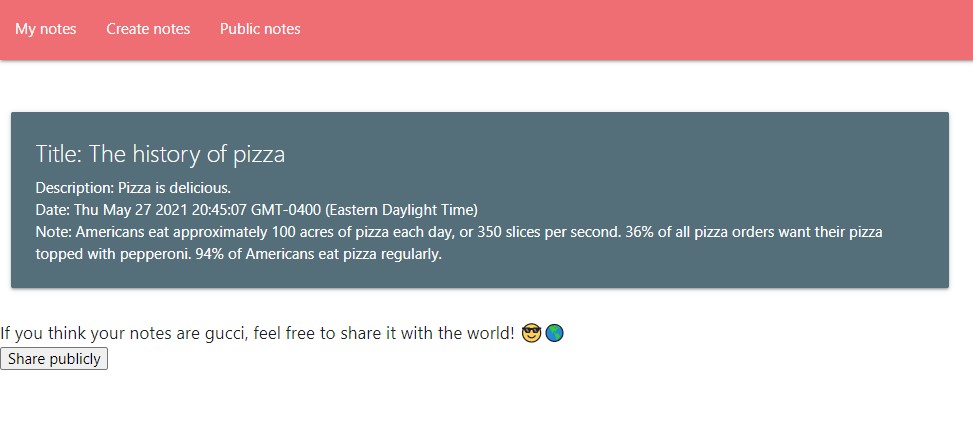 My notes Create notes Public notes
Title: The history of pizza
Description: Pizza is delicious.
Date: Thu May 27 2021 20:45:07 GMT-0400 (Eastern Daylight Time)
Note: Americans eat approximately 100 acres of pizza each day, or 350 slices per second. 36% of all pizza orders want their pizza
topped with pepperoni. 94% of Americans eat pizza regularly.
If you think your notes are gucci, feel free to share it with the world! 😎🌎
Share publicly